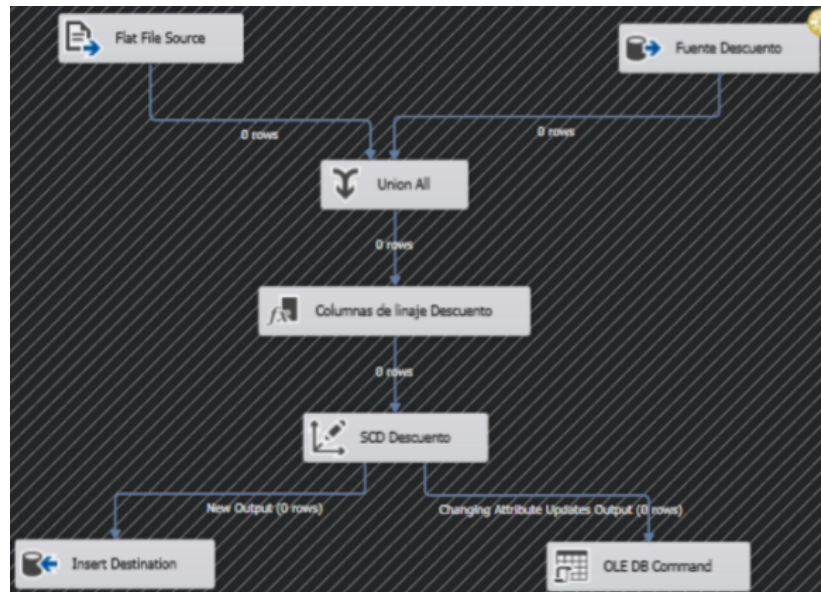 Flat File Source
Fuente Descuento
0 rows
0 rows
Union All
0 rows
fx
Columnas de linaje Descuento
0 rows
SCD Descuento
New Output (0 rows)
Changing Attribute Updates Output (0 rows)
Insert Destination
OLE DB Command